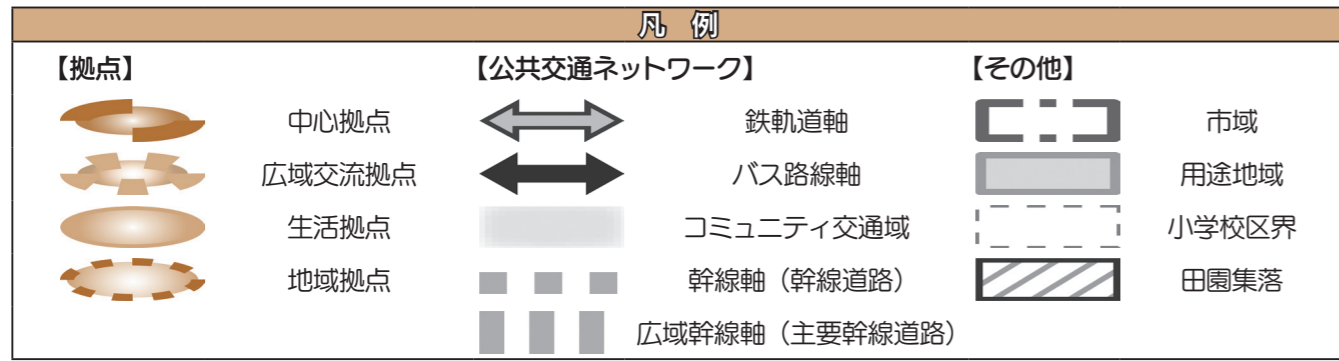 凡 例
【拠点】 【公共交通ネットワーク】 【その他】
中心拠点 鉄軌道軸 市域
広域交流拠点 バス路線軸 用途地域
生活拠点 コミュニティ交通域 小学校区界
地域拠点 幹線軸（幹線道路） 田園集落
広域幹線軸（主要幹線道路）